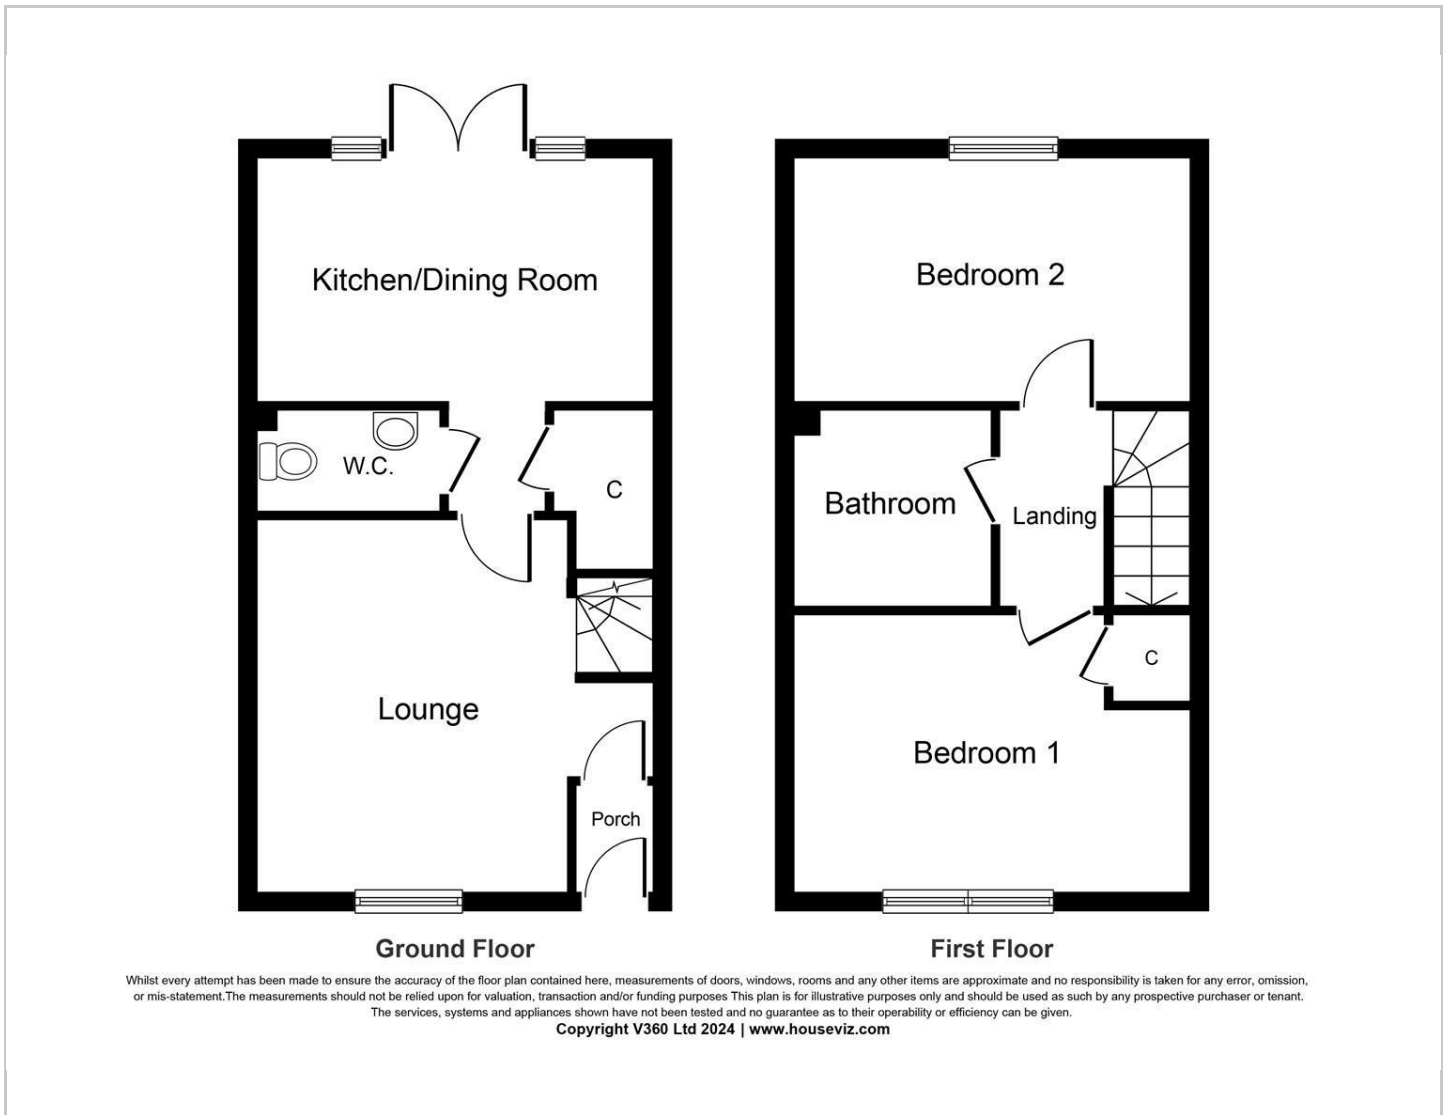 Kitchen/Dining Room
W.C.
C
Lounge
Porch
Ground Floor
Bedroom 2
Bathroom
Landing
C
Bedroom 1
First Floor
Whilst every attempt has been made to ensure the accuracy of the floor plan contained here, measurements of doors, windows, rooms and any other items are approximate and no responsibility is taken for any error, omission,
or mis-statement.The measurements should not be relied upon for valuation, transaction and/or funding purposes This plan is for illustrative purposes only and should be used as such by any prospective purchaser or tenant.
The services, systems and appliances shown have not been tested and no guarantee as to their operability or efficiency can be given.
Copyright V360 Ltd 2024 | www.houseviz.com